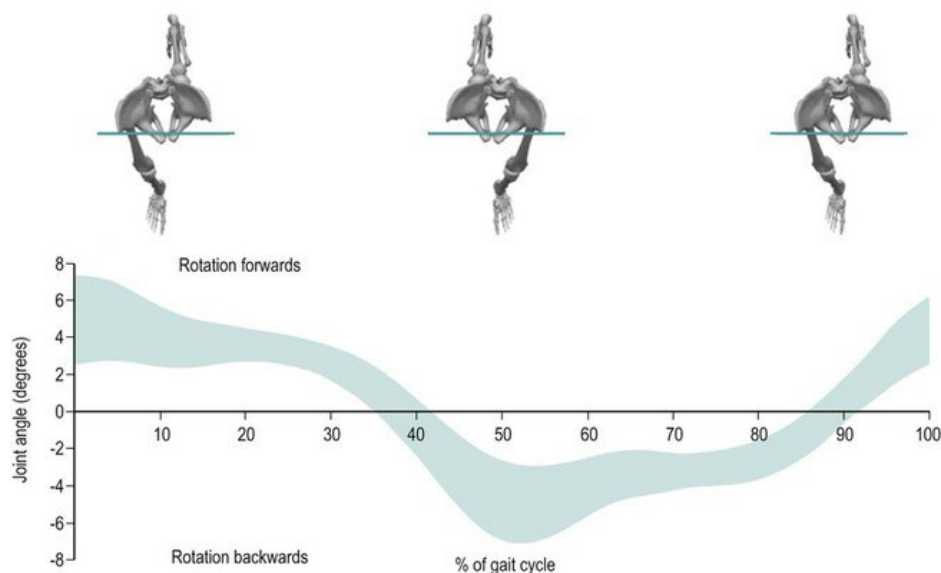 8
Rotation forwards
6
4
2
0
10 20 30 40 50 60 70 80 90 100
-2
-4
-6
-8
Joint angle (degrees)
Rotation backwards
% of gait cycle